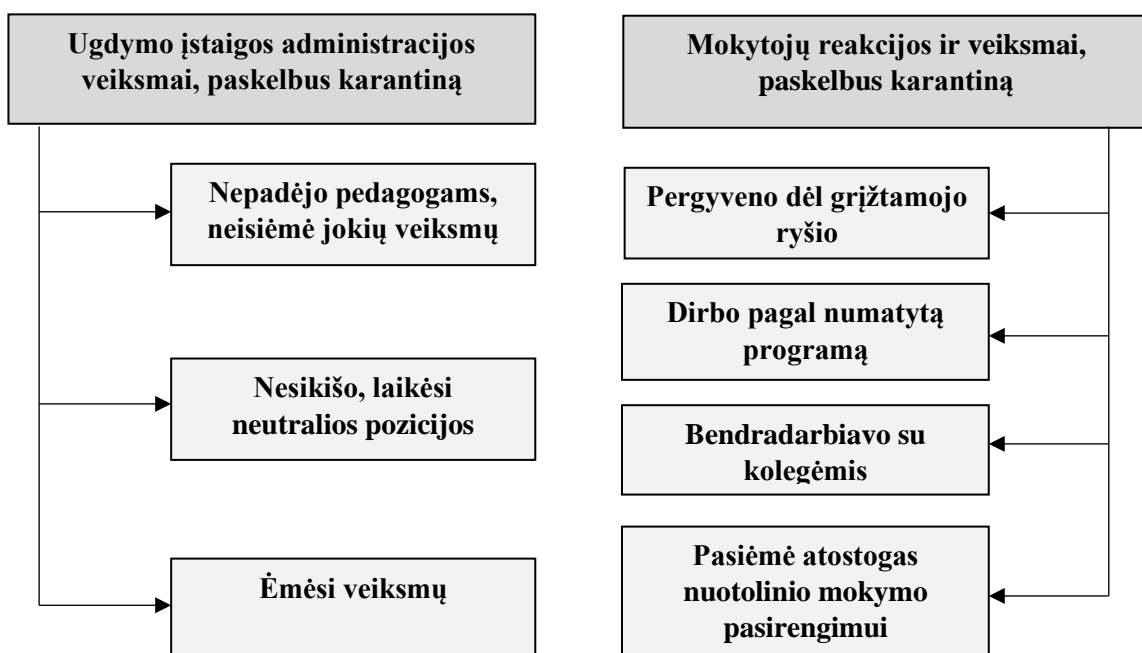 Ugdymo įstaigos administracijos
veiksmai, paskelbus karantiną
Nepadėjo pedagogams,
neisiėmė jokių veiksmų
Nesikišo, laikėsi
neutralios pozicijos
Ėmėsi veiksmų
Mokytojų reakcijos ir veiksmai,
paskelbus karantiną
Pergyveno dėl grįžtamojo
ryšio
Dirbo pagal numatytą
programą
Bendradarbiavo su
kolegėmis
Pasiėmė atostogas
nuotolinio mokymo
pasirengimui